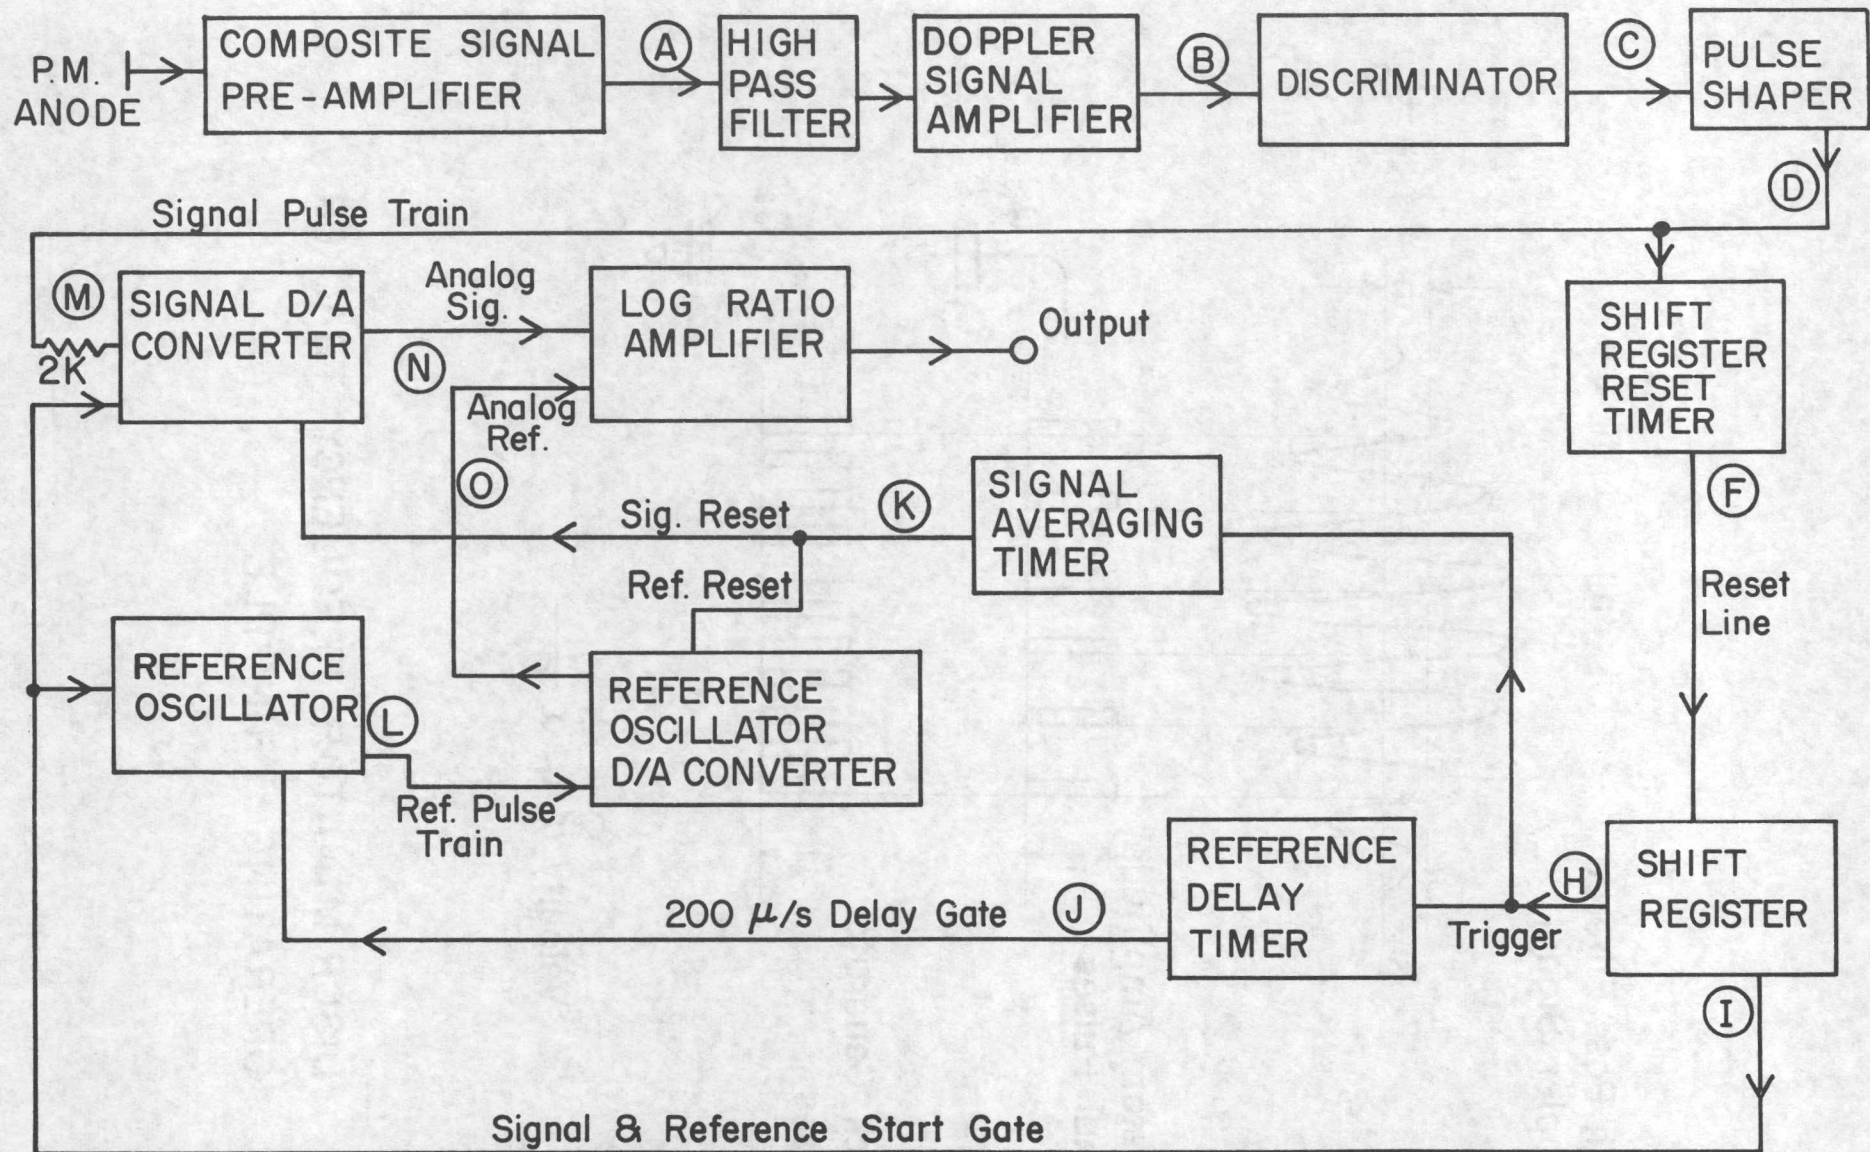 P.M.
ANODE
COMPOSITE SIGNAL
PRE-AMPLIFIER
A
HIGH
PASS
FILTER
DOPPLER
SIGNAL
AMPLIFIER
B
DISCRIMINATOR
C
PULSE
SHAPER
D
Signal Pulse Train
M
2K
SIGNAL D/A
CONVERTER
Analog
Sig.
N
Analog
Ref.
O
LOG RATIO
AMPLIFIER
Output
SHIFT
REGISTER
RESET
TIMER
F
Reset
Line
Sig. Reset
K
SIGNAL
AVERAGING
TIMER
Ref. Reset
REFERENCE
OSCILLATOR
L
Ref. Pulse
Train
REFERENCE
OSCILLATOR
D/A CONVERTER
200 μ/s Delay Gate
J
REFERENCE
DELAY
TIMER
H
Trigger
SHIFT
REGISTER
I
Signal & Reference Start Gate